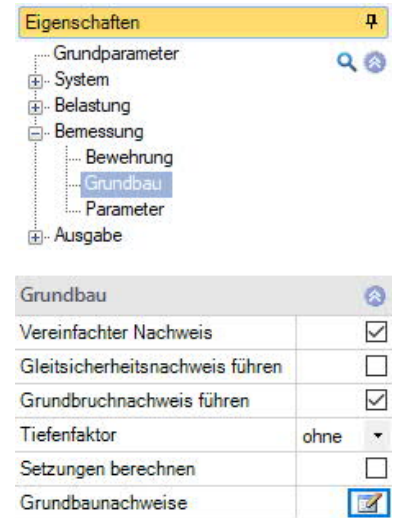 Eigenschaften
Grundparameter
System
Belastung
Bemessung
Bewehrung
Grundbau
Parameter
Ausgabe
Grundbau
Vereinfachter Nachweis
Gleitsicherheitsnachweis führen
Grundbruchnachweis führen
Tiefenfaktor ohne
Setzungen berechnen
Grundbaunachweise